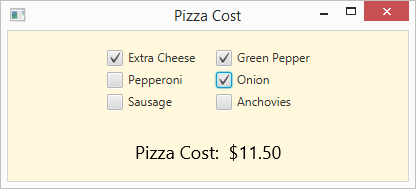 Pizza Cost
Extra Cheese Green Pepper
Pepperoni Onion
Sausage Anchovies
Pizza Cost: $11.50